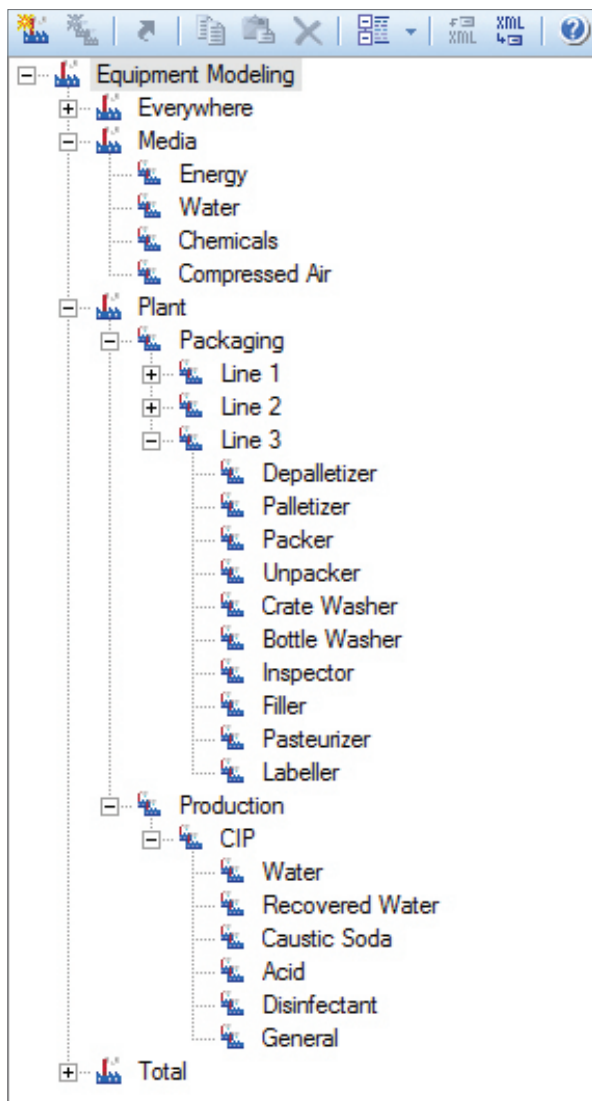 XML XML
Equipment Modeling
Everywhere
Media
Energy
Water
Chemicals
Compressed Air
Plant
Packaging
Line 1
Line 2
Line 3
Depalletizer
Palletizer
Packer
Unpacker
Crate Washer
Bottle Washer
Inspector
Filler
Pasteurizer
Labeller
Production
CIP
Water
Recovered Water
Caustic Soda
Acid
Disinfectant
General
Total